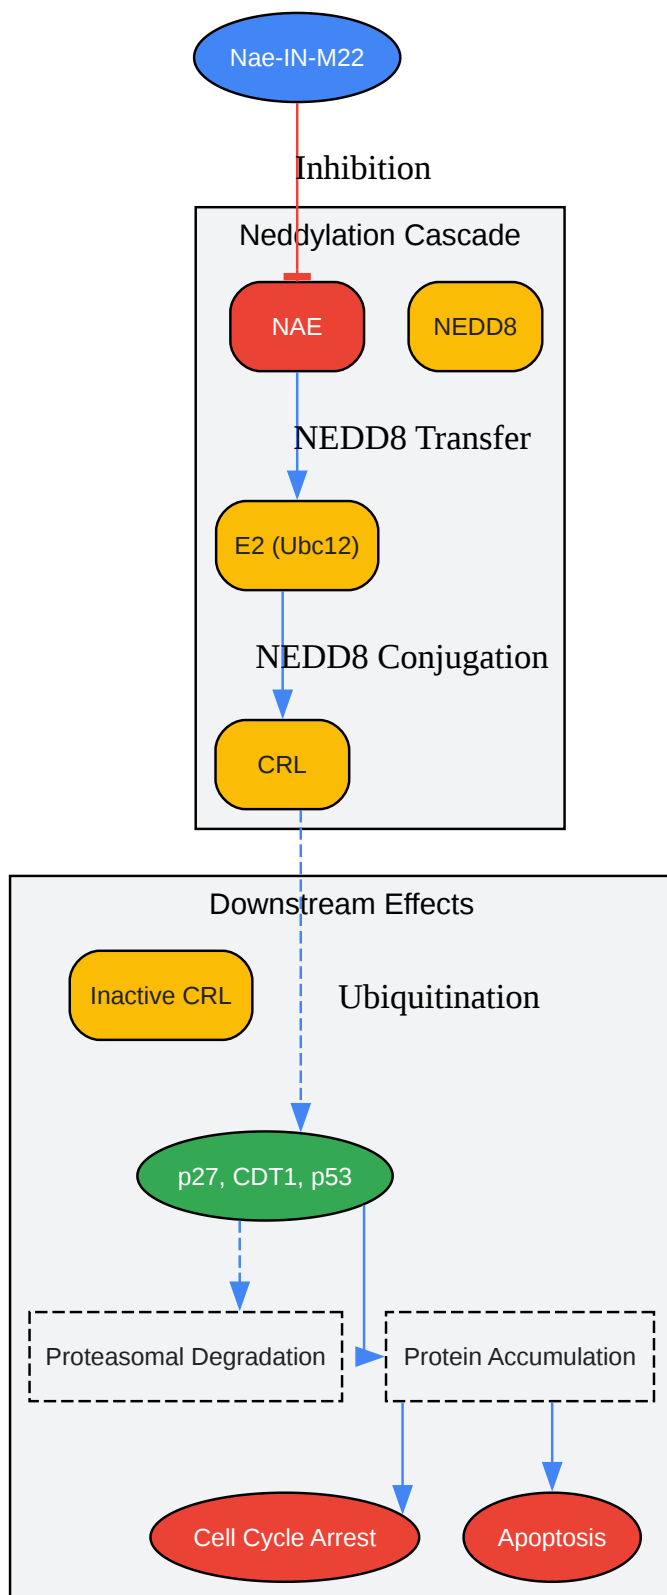 Nae-IN-M22
Inhibition
Neddylation Cascade
NAE
NEDD8
NEDD8 Transfer
E2 (Ubc12)
NEDD8 Conjugation
CRL
Downstream Effects
Inactive CRL
Ubiquitination
p27, CDT1, p53
Proteasomal Degradation
Protein Accumulation
Cell Cycle Arrest
Apoptosis